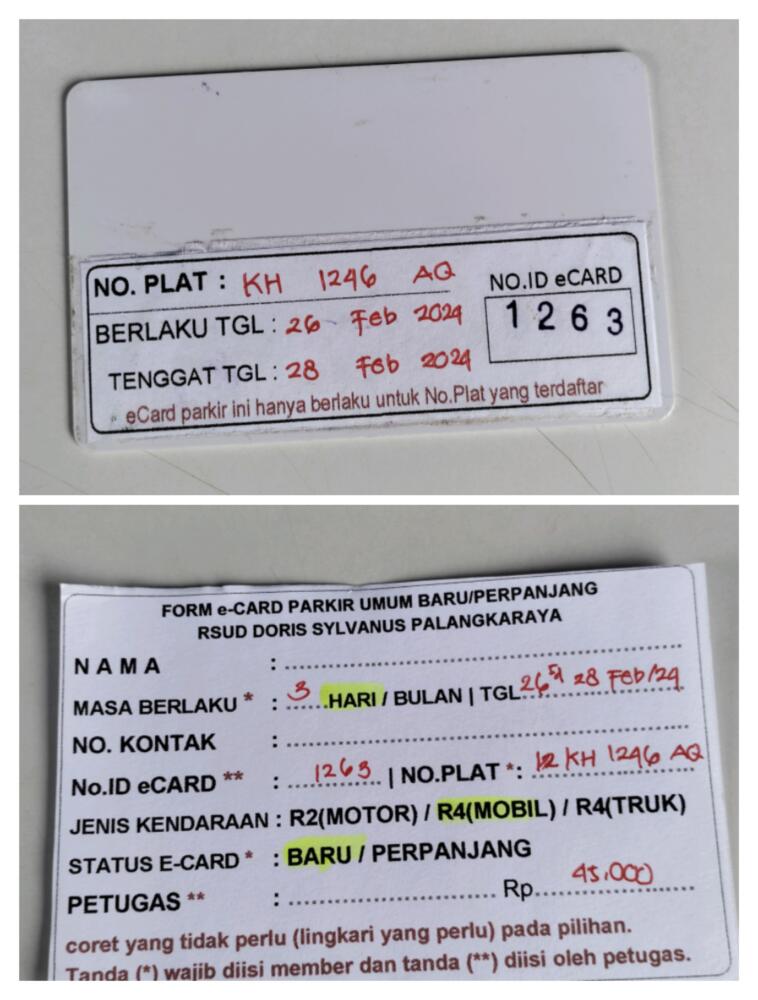 NO. PLAT : KH 1246 AQ
NO.ID eCARD
BERLAKU TGL : 26 Feb 2024
1263
TENGGAT TGL : 28 Feb 2024
eCard parkir ini hanya berlaku untuk No.Plat yang terdaftar
FORM e-CARD PARKIR UMUM BARU/PERPANJANG
RSUD DORIS SYLVANUS PALANGKARAYA
NAMA :
MASA BERLAKU * : 3 HARI / BULAN | TGL 26 sd 28 Feb/24
NO. KONTAK :
No.ID eCARD ** : 1263 | NO.PLAT *: KH 1246 AQ
JENIS KENDARAAN : R2(MOTOR) / R4(MOBIL) / R4(TRUK)
STATUS E-CARD * : BARU / PERPANJANG
PETUGAS ** : Rp. 45.000
coret yang tidak perlu (lingkari yang perlu) pada pilihan.
Tanda (*) wajib diisi member dan tanda (**) diisi oleh petugas.